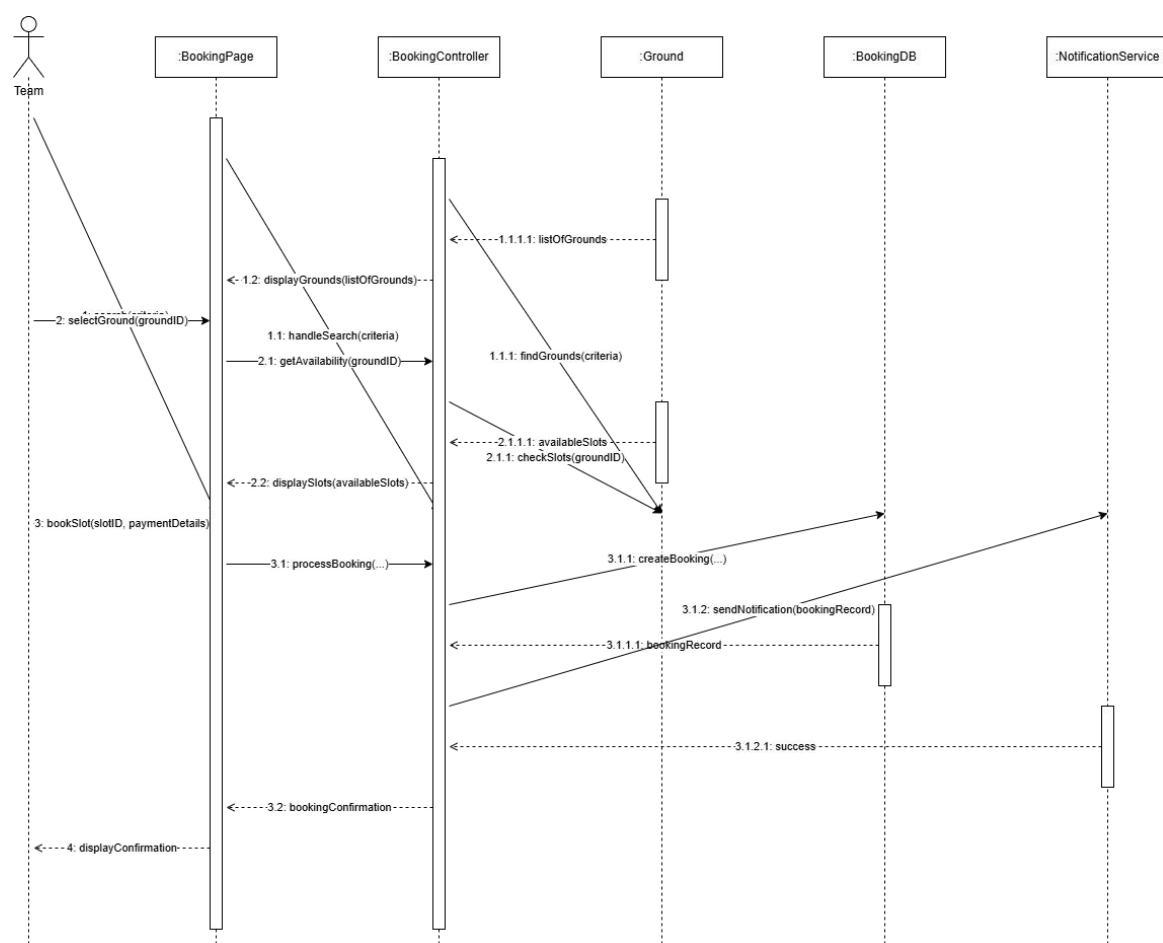 :BookingPage
:BookingController
:Ground
:BookingDB
:NotificationService
Team
1.1.1.1: listOfGrounds
1.2: displayGrounds(listOfGrounds)
1: search(criteria)
2: selectGround(groundID)
1.1: handleSearch(criteria)
1.1.1: findGrounds(criteria)
2.1: getAvailability(groundID)
2.1.1.1: availableSlots
2.1.1: checkSlots(groundID)
2.2: displaySlots(availableSlots)
3: bookSlot(slotID, paymentDetails)
3.1: processBooking(...)
3.1.1: createBooking(...)
3.1.2: sendNotification(bookingRecord)
3.1.1.1: bookingRecord
3.1.2.1: success
3.2: bookingConfirmation
4: displayConfirmation